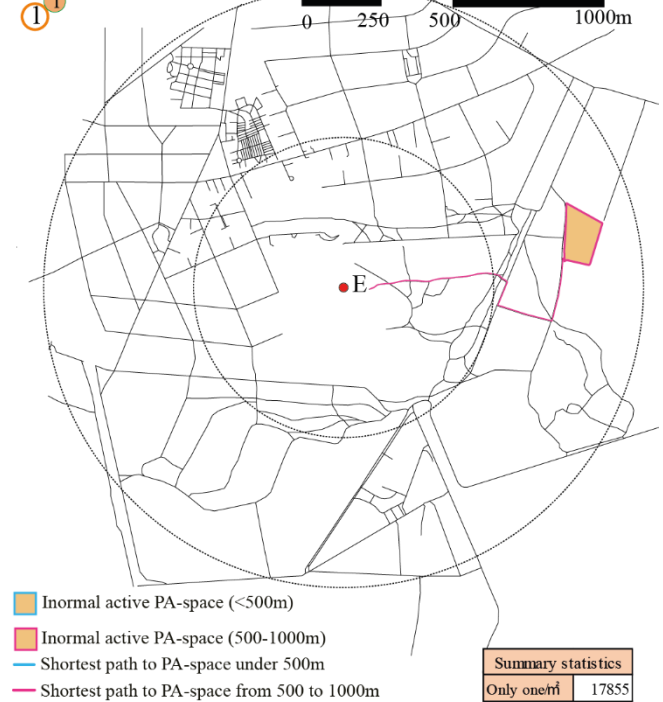 1
1
0 250 500 1000m
E
Inormal active PA-space (<500m)
Inormal active PA-space (500-1000m)
Shortest path to PA-space under 500m
Shortest path to PA-space from 500 to 1000m
Summary statistics
Only one/㎡ 17855